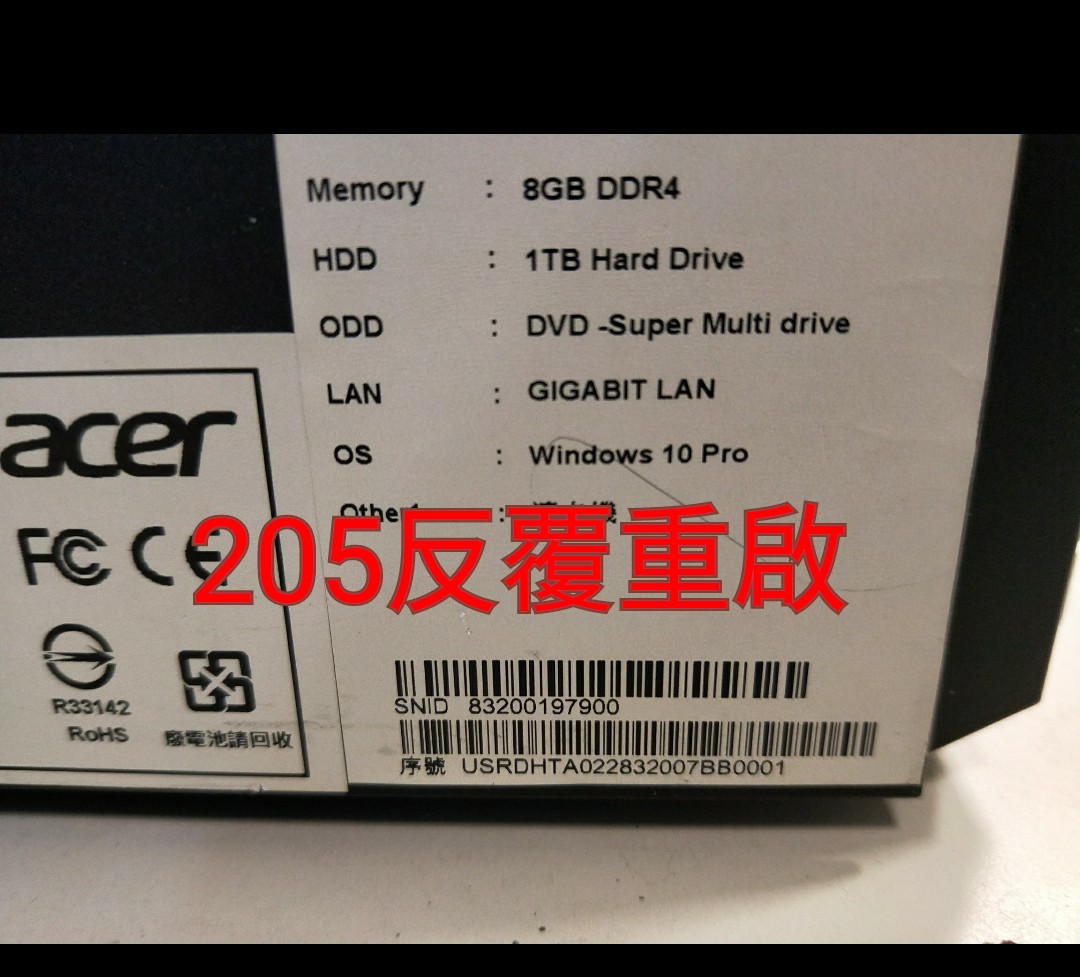 Memory : 8GB DDR4
HDD : 1TB Hard Drive
ODD : DVD -Super Multi drive
LAN : GIGABIT LAN
OS : Windows 10 Pro
Other1 :
205反覆重啟
acer
FC CE
R33142
RoHS
廢電池請回收
SNID 83200197900
序號 USRDHTA022832007BB0001